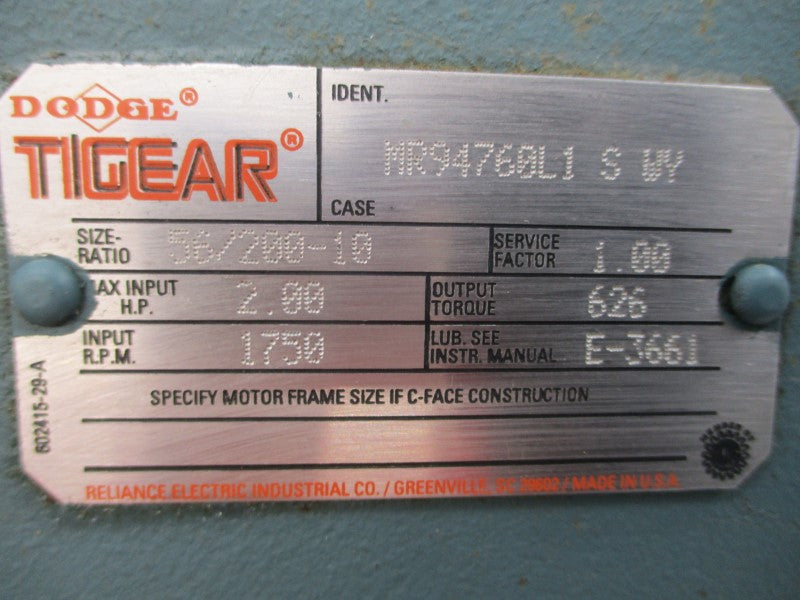 DODGE®
TIGEAR®
IDENT.
MR94760L1 S WY
CASE
SIZE-RATIO 56/200-10
SERVICE FACTOR 1.00
MAX INPUT H.P. 2.00
OUTPUT TORQUE 626
INPUT R.P.M. 1750
LUB. SEE INSTR. MANUAL E-3661
SPECIFY MOTOR FRAME SIZE IF C-FACE CONSTRUCTION
602415-29-A
RELIANCE ELECTRIC INDUSTRIAL CO. / GREENVILLE, SC 29602 / MADE IN U.S.A.